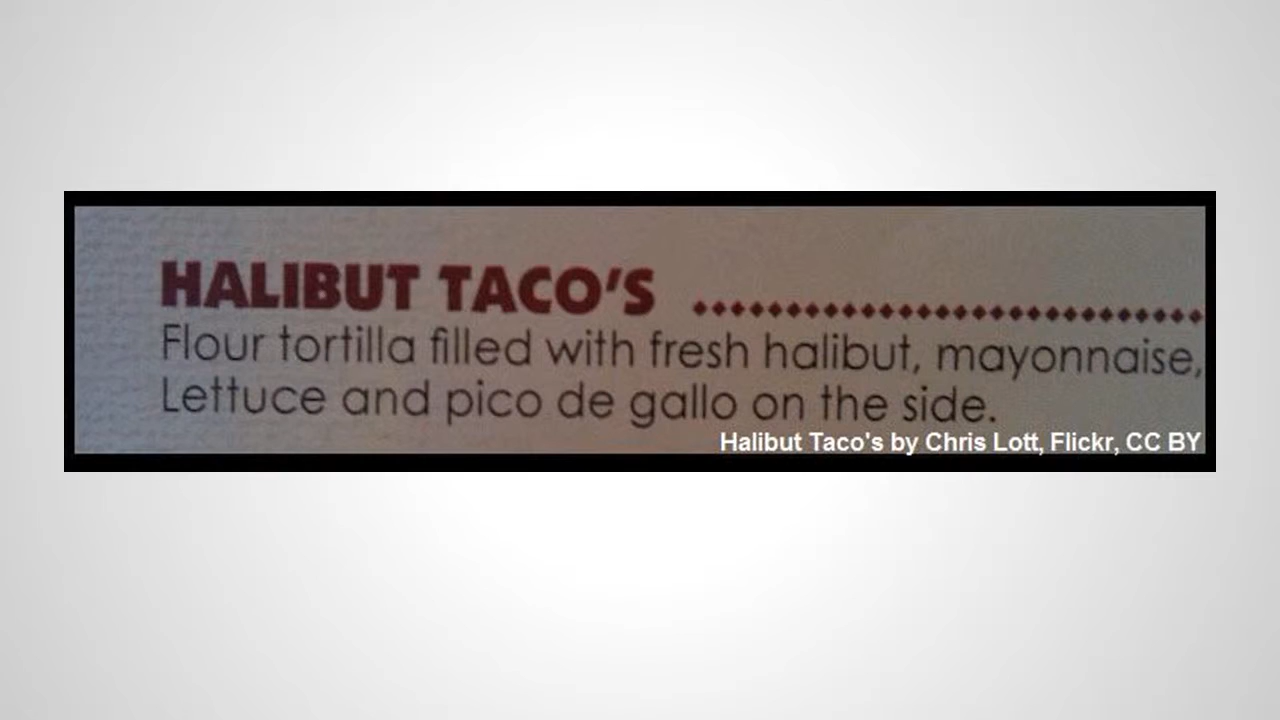 HALIBUT TACO'S
Flour tortilla filled with fresh halibut, mayonnaise,
Lettuce and pico de gallo on the side.
Halibut Taco's by Chris Lott, Flickr, CC BY